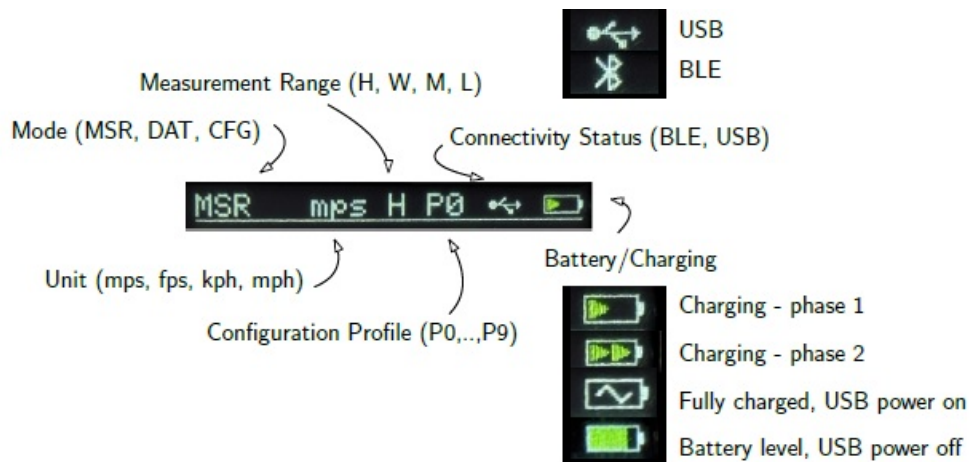 USB
BLE
Measurement Range (H, W, M, L)
Mode (MSR, DAT, CFG)
Connectivity Status (BLE, USB)
MSR mps H P0
Battery/Charging
Unit (mps, fps, kph, mph)
Configuration Profile (P0,..,P9)
Charging - phase 1
Charging - phase 2
Fully charged, USB power on
Battery level, USB power off